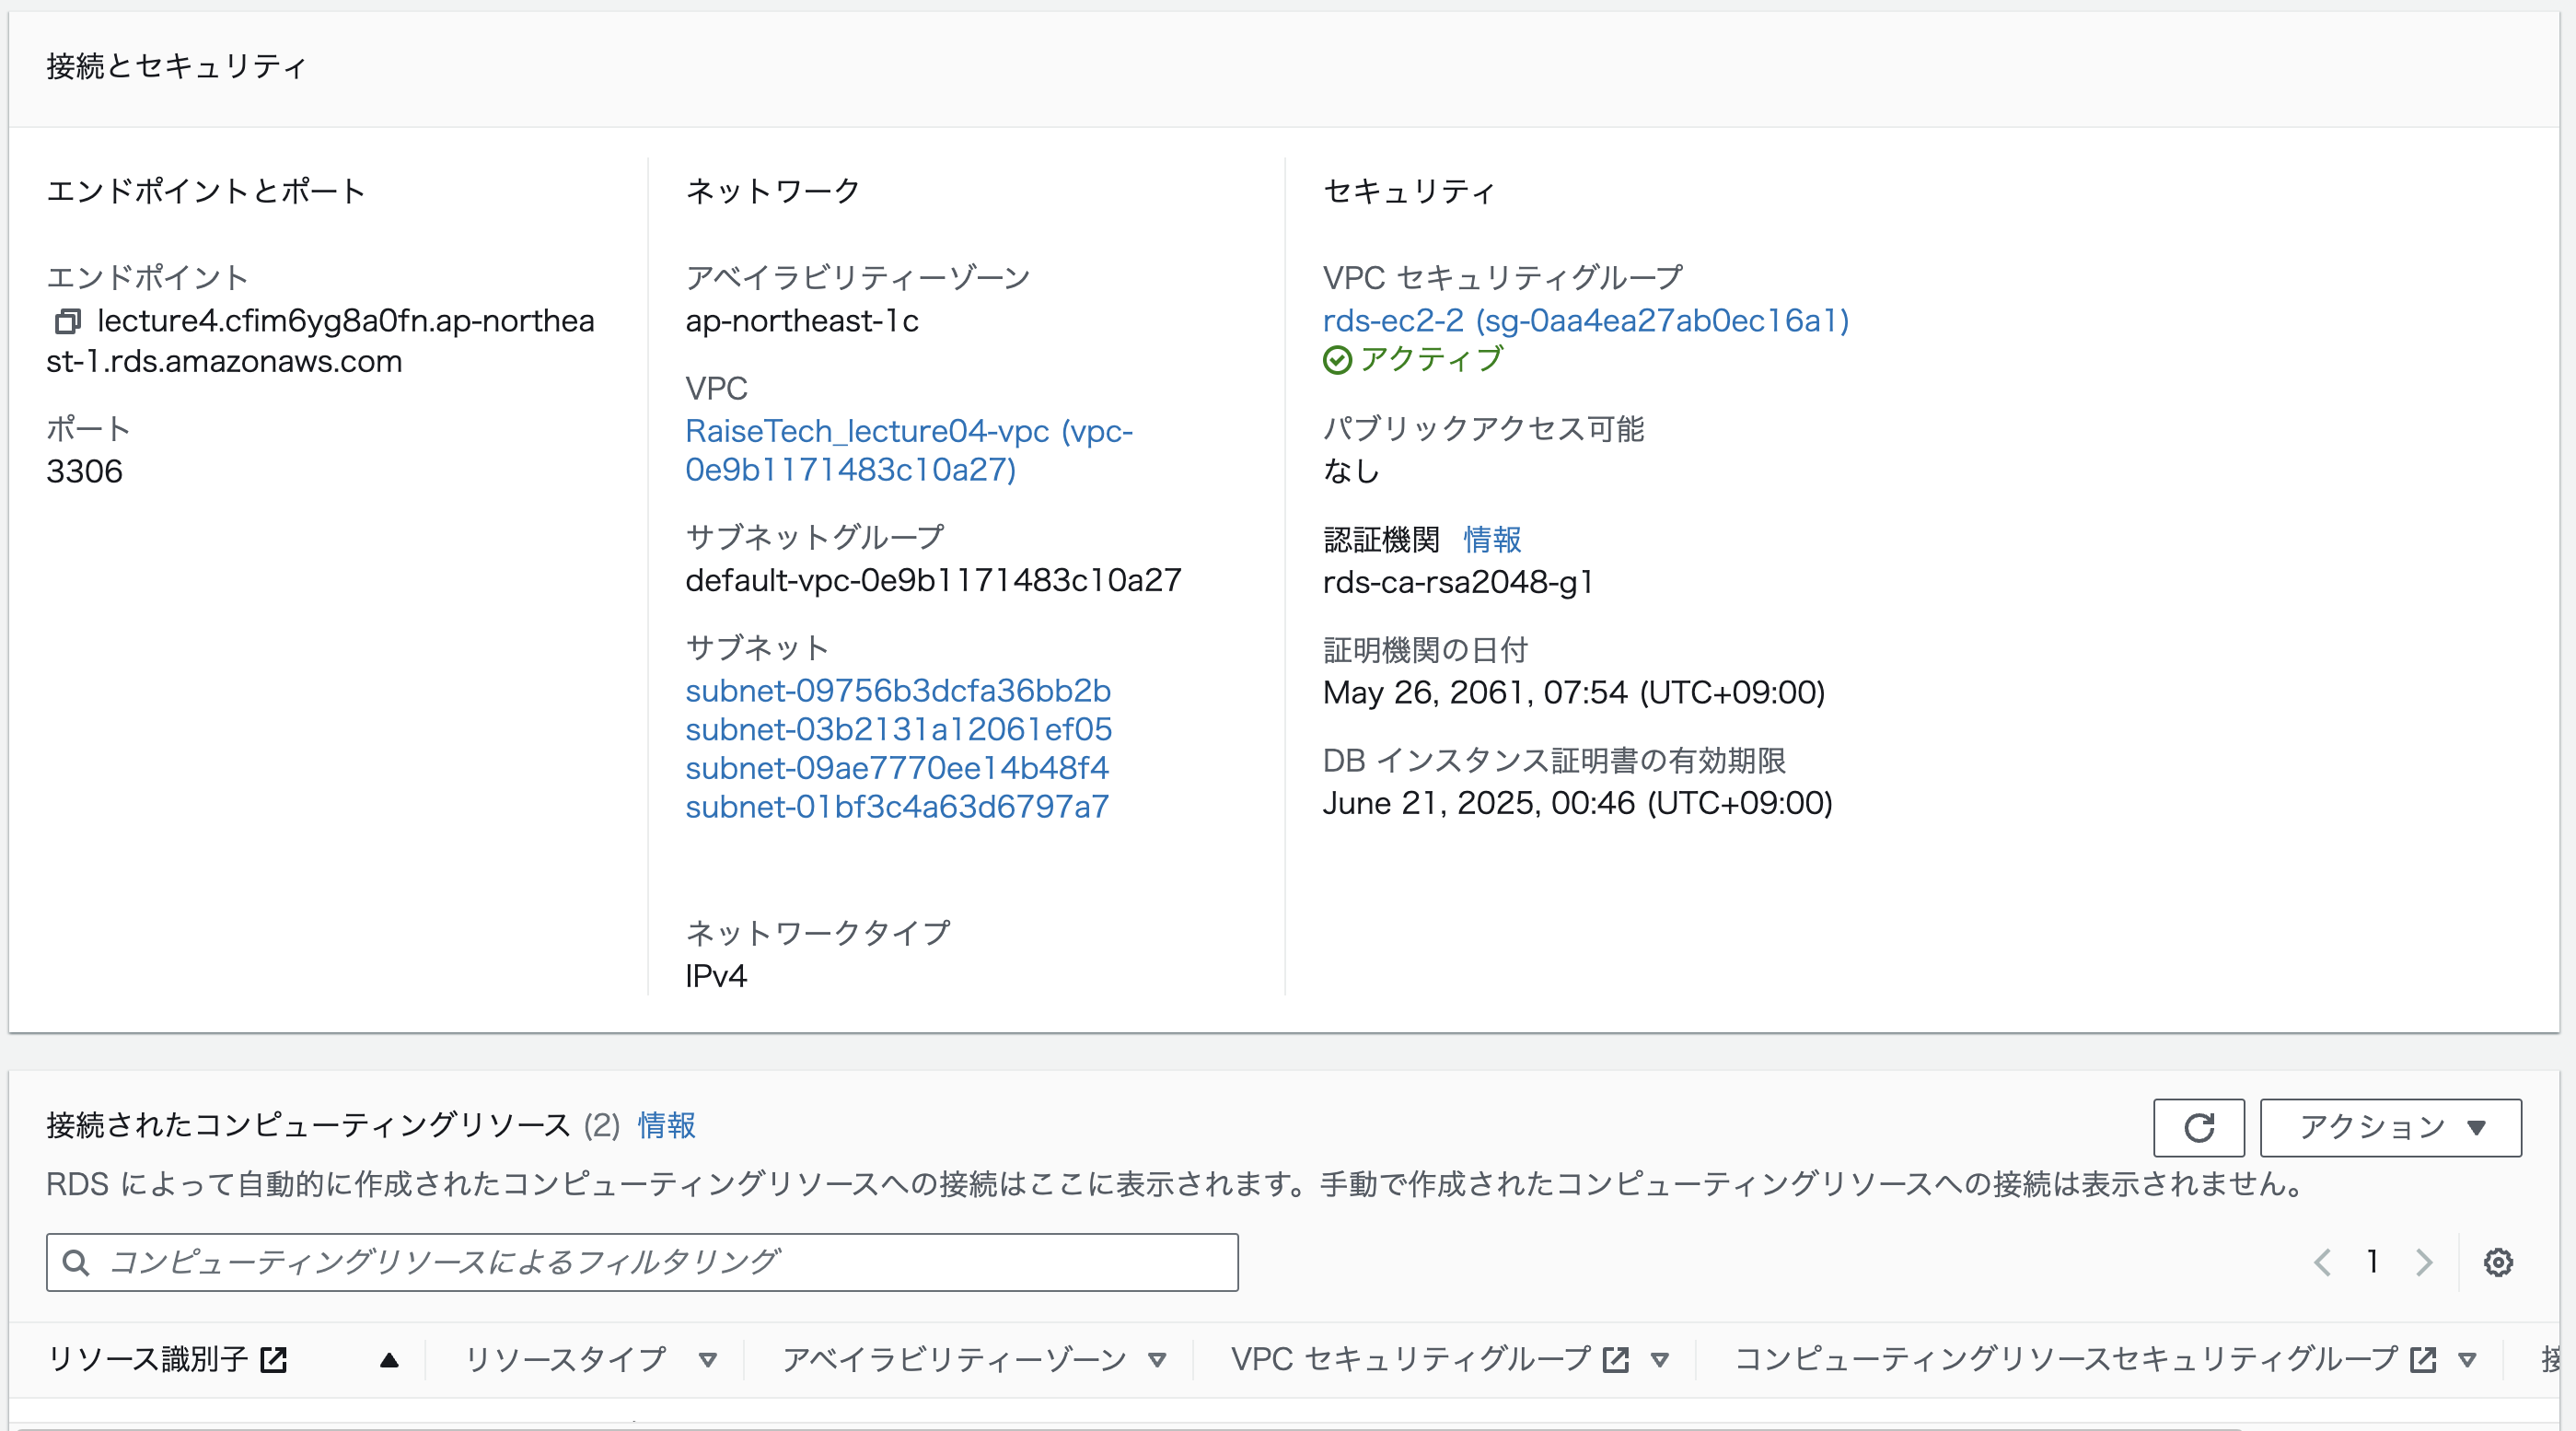 接続とセキュリティ
エンドポイントとポート
エンドポイント
lecture4.cfim6yg8a0fn.ap-northea
st-1.rds.amazonaws.com
ポート
3306
ネットワーク
アベイラビリティーゾーン
ap-northeast-1c
VPC
RaiseTech_lecture04-vpc (vpc-
0e9b1171483c10a27)
サブネットグループ
default-vpc-0e9b1171483c10a27
サブネット
subnet-09756b3dcfa36bb2b
subnet-03b2131a12061ef05
subnet-09ae7770ee14b48f4
subnet-01bf3c4a63d6797a7
ネットワークタイプ
IPv4
セキュリティ
VPC セキュリティグループ
rds-ec2-2 (sg-0aa4ea27ab0ec16a1)
アクティブ
パブリックアクセス可能
なし
認証機関 情報
rds-ca-rsa2048-g1
証明機関の日付
May 26, 2061, 07:54 (UTC+09:00)
DB インスタンス証明書の有効期限
June 21, 2025, 00:46 (UTC+09:00)
接続されたコンピューティングリソース (2) 情報
アクション
RDS によって自動的に作成されたコンピューティングリソースへの接続はここに表示されます。手動で作成されたコンピューティングリソースへの接続は表示されません。
コンピューティングリソースによるフィルタリング
1
リソース識別子 リソースタイプ アベイラビリティーゾーン VPC セキュリティグループ コンピューティングリソースセキュリティグループ